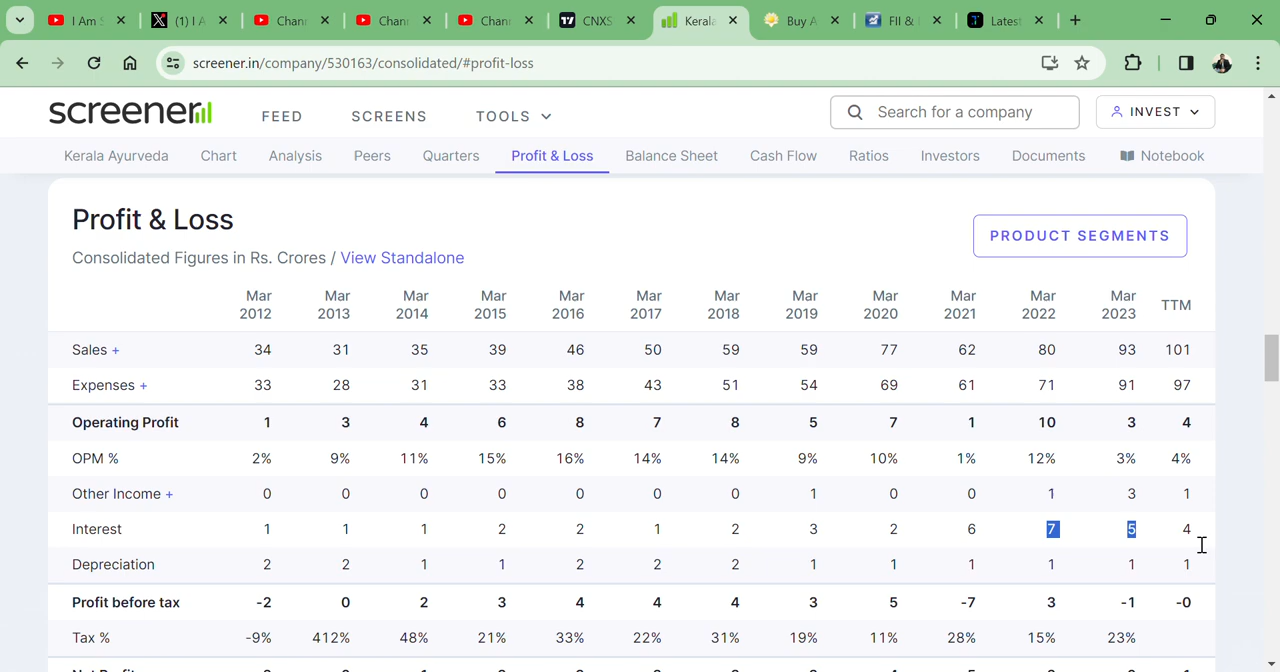 I Am S
(1) I A
Chann
Chann
Chann
CNXS
Kerala
Buy A
FII &
Latest
screener.in/company/530163/consolidated/#profit-loss
screener
FEED
SCREENS
TOOLS
Search for a company
INVEST
Kerala Ayurveda
Chart
Analysis
Peers
Quarters
Profit & Loss
Balance Sheet
Cash Flow
Ratios
Investors
Documents
Notebook
Profit & Loss
PRODUCT SEGMENTS
Consolidated Figures in Rs. Crores / View Standalone
Mar 2012 Mar 2013 Mar 2014 Mar 2015 Mar 2016 Mar 2017 Mar 2018 Mar 2019 Mar 2020 Mar 2021 Mar 2022 Mar 2023 TTM
Sales + 34 31 35 39 46 50 59 59 77 62 80 93 101
Expenses + 33 28 31 33 38 43 51 54 69 61 71 91 97
Operating Profit 1 3 4 6 8 7 8 5 7 1 10 3 4
OPM % 2% 9% 11% 15% 16% 14% 14% 9% 10% 1% 12% 3% 4%
Other Income + 0 0 0 0 0 0 0 1 0 0 1 3 1
Interest 1 1 1 2 2 1 2 3 2 6 7 5 4
Depreciation 2 2 1 1 2 2 2 1 1 1 1 1 1
Profit before tax -2 0 2 3 4 4 4 3 5 -7 3 -1 -0
Tax % -9% 412% 48% 21% 33% 22% 31% 19% 11% 28% 15% 23%